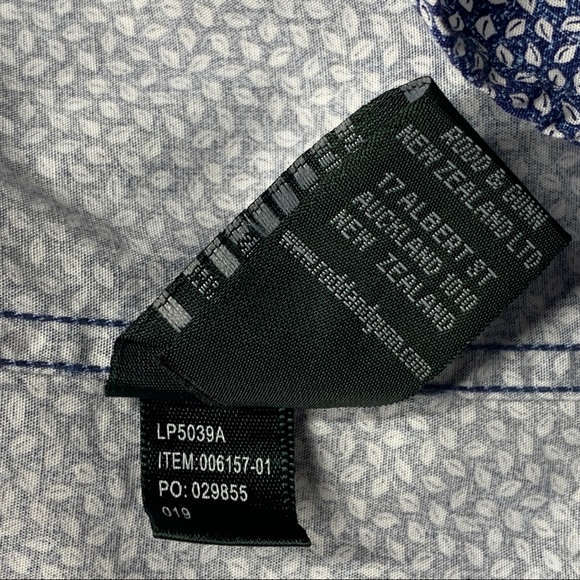 RODD & GUNN
NEW ZEALAND LTD
17 ALBERT ST
AUCKLAND 1010
NEW ZEALAND
www.roddandgunn.com
LP5039A
ITEM:006157-01
PO: 029855
019